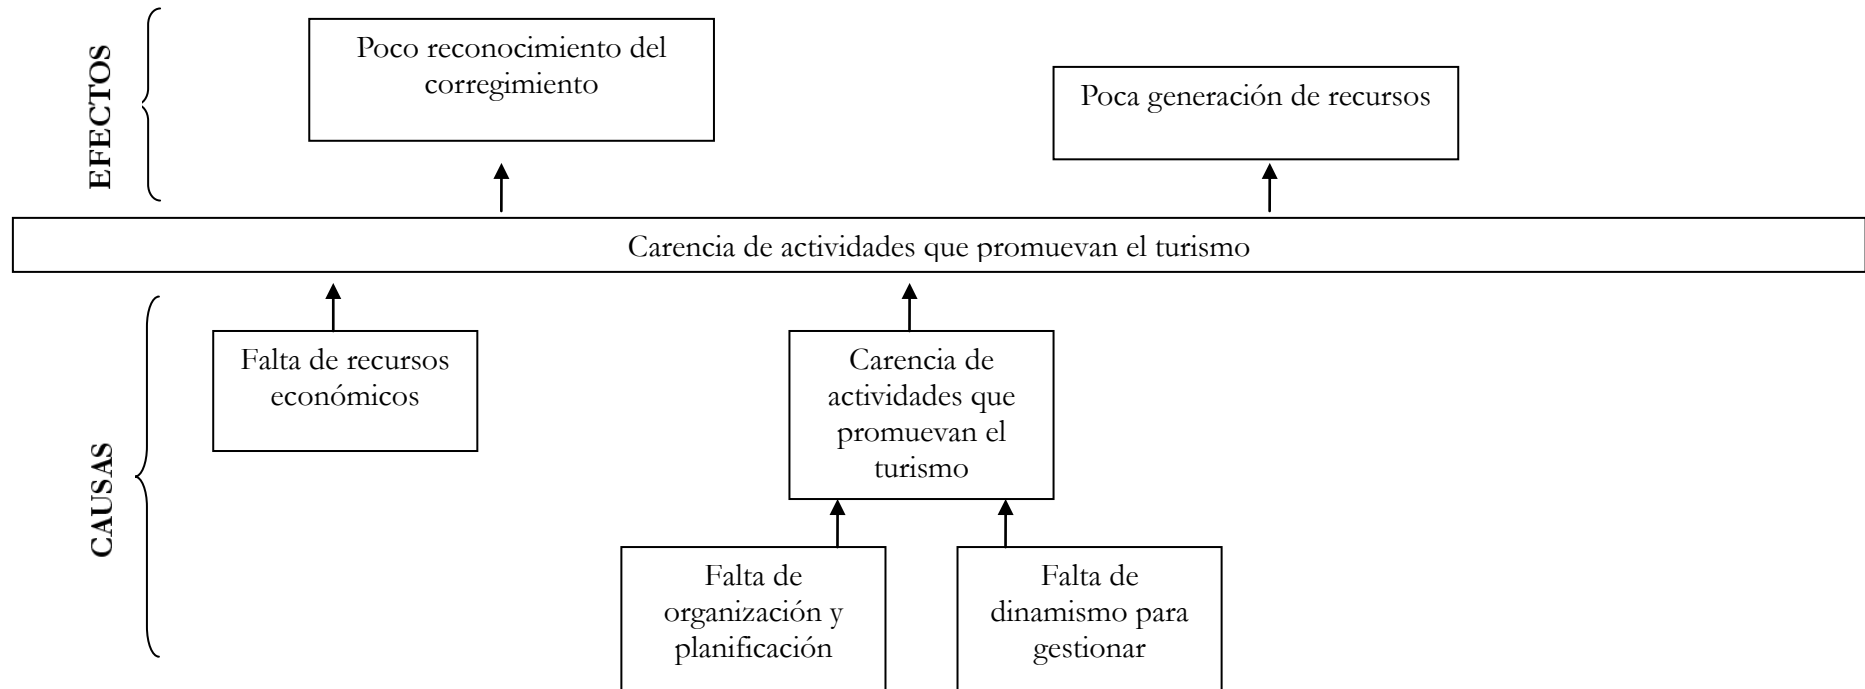 EFECTOS
Poco reconocimiento del
corregimiento
Poca generación de recursos
Carencia de actividades que promuevan el turismo
CAUSAS
Falta de recursos
económicos
Carencia de
actividades que
promuevan el
turismo
Falta de
organización y
planificación
Falta de
dinamismo para
gestionar